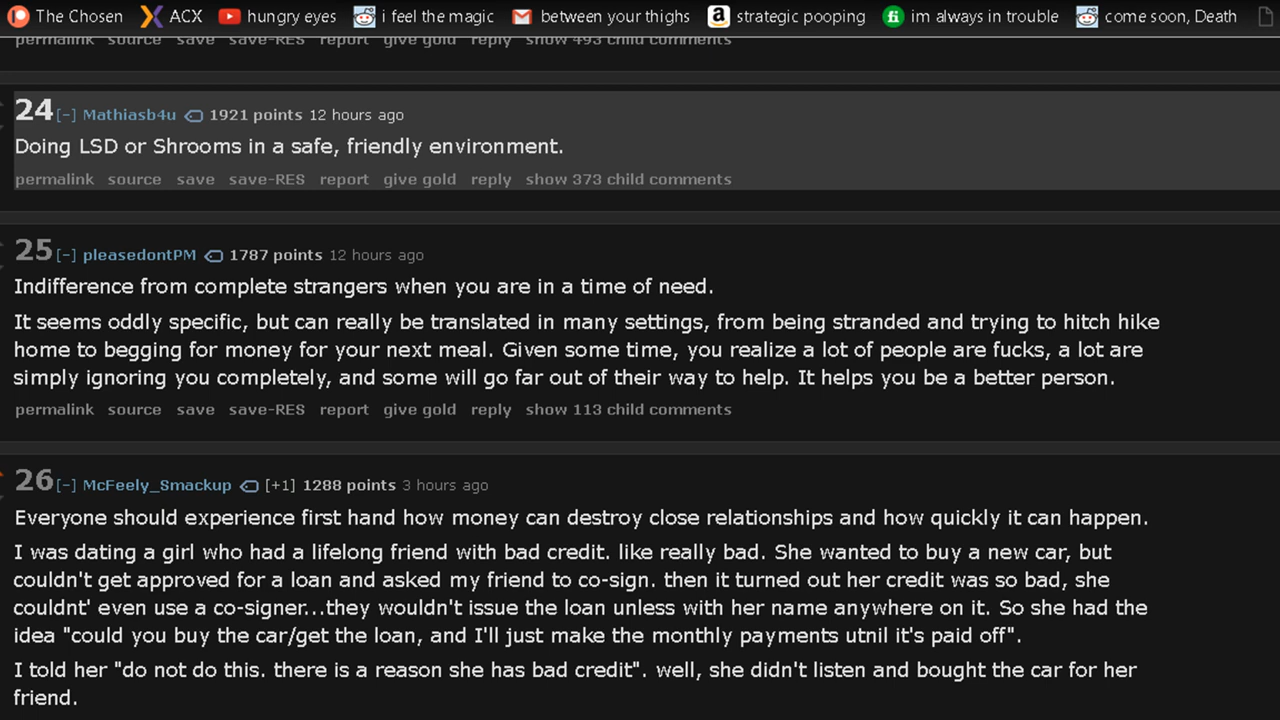 The Chosen ACX hungry eyes i feel the magic between your thighs strategic pooping im always in trouble come soon, Death
permalink source save save-RES report give gold reply show 493 child comments
24 [-] Mathiasb4u 1921 points 12 hours ago
Doing LSD or Shrooms in a safe, friendly environment.
permalink source save save-RES report give gold reply show 373 child comments
25 [-] pleasedontPM 1787 points 12 hours ago
Indifference from complete strangers when you are in a time of need.
It seems oddly specific, but can really be translated in many settings, from being stranded and trying to hitch hike
home to begging for money for your next meal. Given some time, you realize a lot of people are fucks, a lot are
simply ignoring you completely, and some will go far out of their way to help. It helps you be a better person.
permalink source save save-RES report give gold reply show 113 child comments
26 [-] McFeely_Smackup [+1] 1288 points 3 hours ago
Everyone should experience first hand how money can destroy close relationships and how quickly it can happen.
I was dating a girl who had a lifelong friend with bad credit. like really bad. She wanted to buy a new car, but
couldn't get approved for a loan and asked my friend to co-sign. then it turned out her credit was so bad, she
couldnt' even use a co-signer...they wouldn't issue the loan unless with her name anywhere on it. So she had the
idea "could you buy the car/get the loan, and I'll just make the monthly payments utnil it's paid off".
I told her "do not do this. there is a reason she has bad credit". well, she didn't listen and bought the car for her
friend.